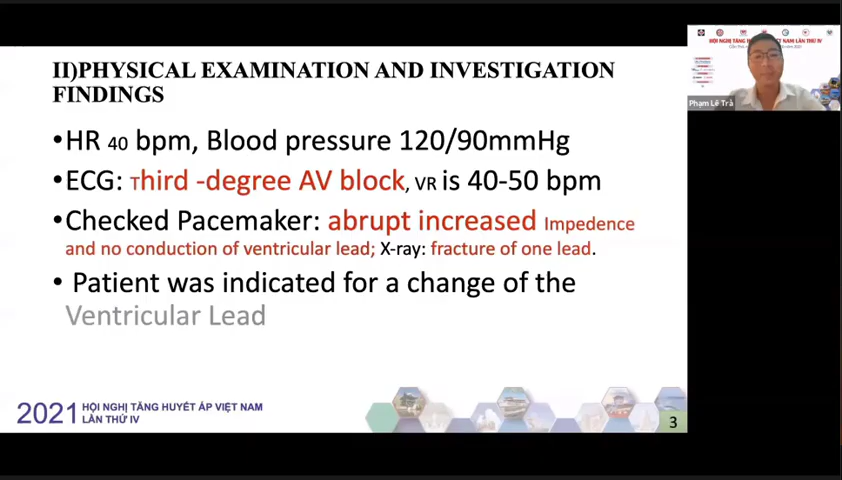 II)PHYSICAL EXAMINATION AND INVESTIGATION
FINDINGS
•HR 40 bpm, Blood pressure 120/90mmHg
•ECG: Third -degree AV block, VR is 40-50 bpm
•Checked Pacemaker: abrupt increased Impedence
and no conduction of ventricular lead; X-ray: fracture of one lead.
• Patient was indicated for a change of the
Ventricular Lead
2021 HỘI NGHỊ TĂNG HUYẾT ÁP VIỆT NAM
LẦN THỨ IV
3
Phạm Lê Trà